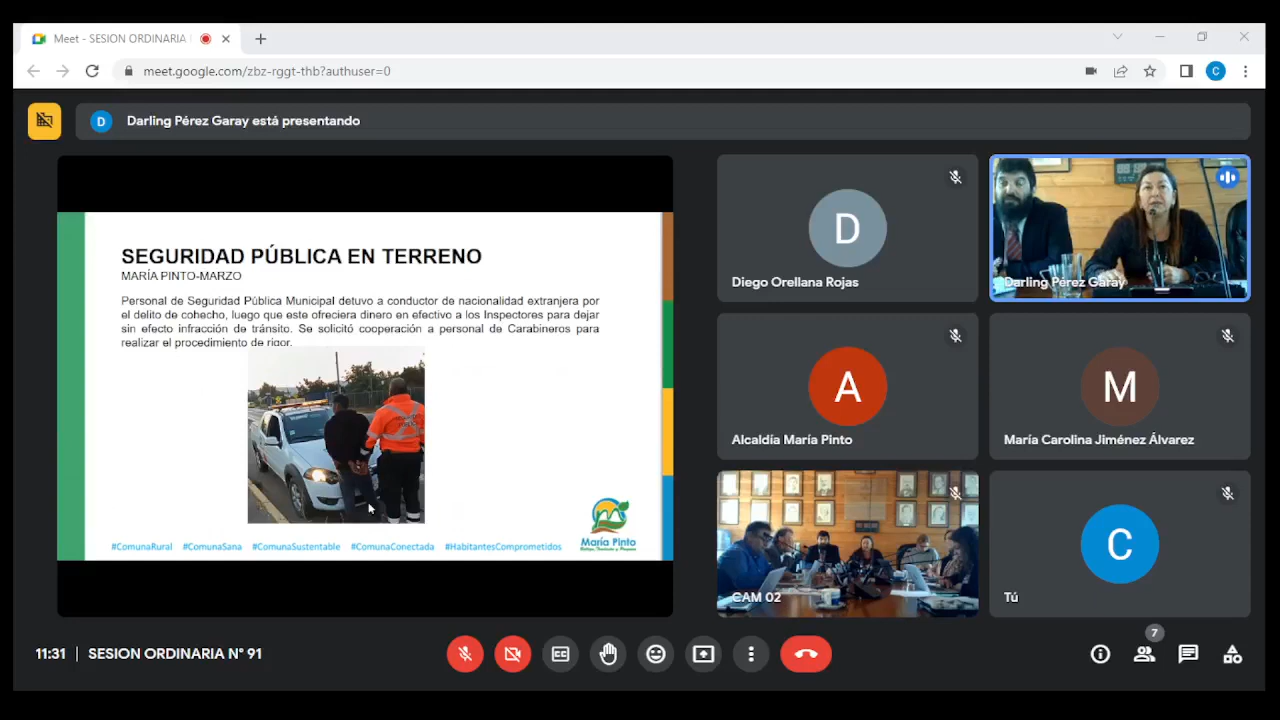 Meet - SESION ORDINARIA
meet.google.com/zbz-rggt-thb?authuser=0
C
D
Darling Pérez Garay está presentando
SEGURIDAD PÚBLICA EN TERRENO
MARÍA PINTO-MARZO
Personal de Seguridad Pública Municipal detuvo a conductor de nacionalidad extranjera por
el delito de cohecho, luego que este ofreciera dinero en efectivo a los Inspectores para dejar
sin efecto infracción de tránsito. Se solicitó cooperación a personal de Carabineros para
realizar el procedimiento de rigor.
María Pinto
#ComunaRural #ComunaSana #ComunaSustentable #ComunaConectada #HabitantesComprometidos
D
Diego Orellana Rojas
Darling Pérez Garay
A
Alcaldía María Pinto
M
María Carolina Jiménez Álvarez
CAM 02
C
Tú
11:31 | SESION ORDINARIA N° 91
CC
7